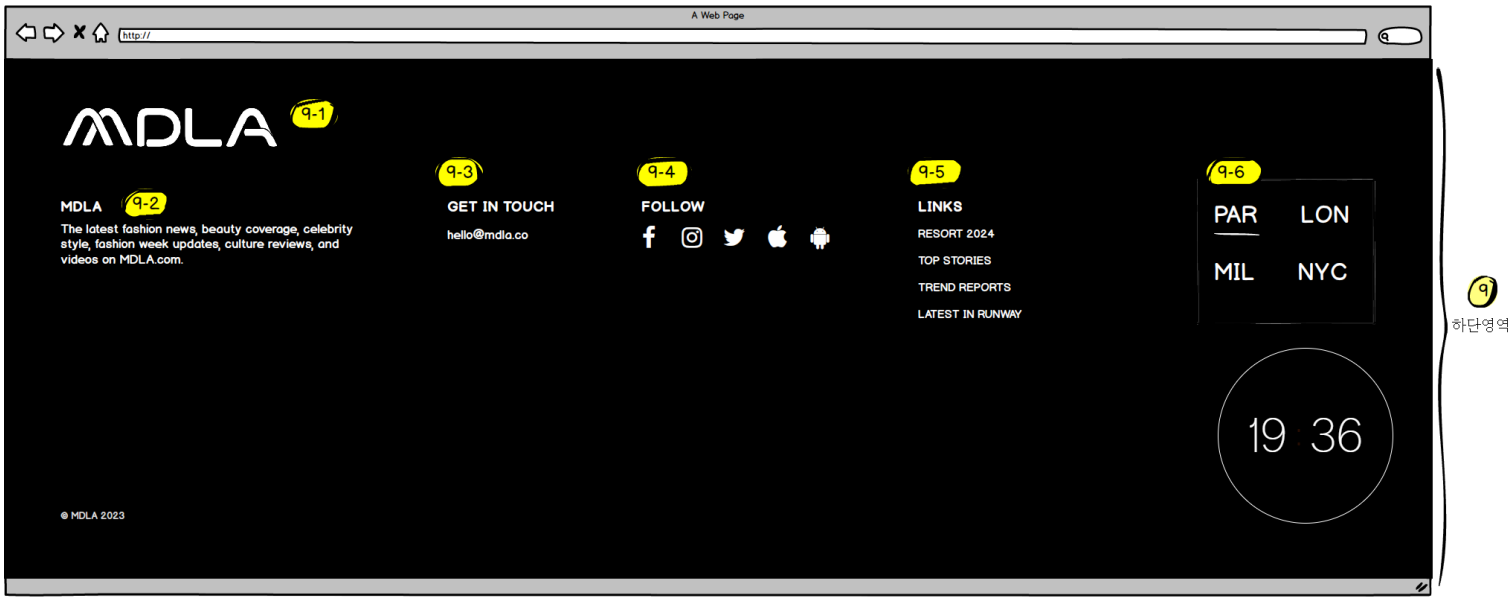 A Web Page
http://
MDLA
9-1
9-2
MDLA
The latest fashion news, beauty coverage, celebrity
style, fashion week updates, culture reviews, and
videos on MDLA.com.
9-3
GET IN TOUCH
hello@mdla.co
9-4
FOLLOW
9-5
LINKS
RESORT 2024
TOP STORIES
TREND REPORTS
LATEST IN RUNWAY
9-6
PAR LON
MIL NYC
19 : 36
© MDLA 2023
9
하단영역